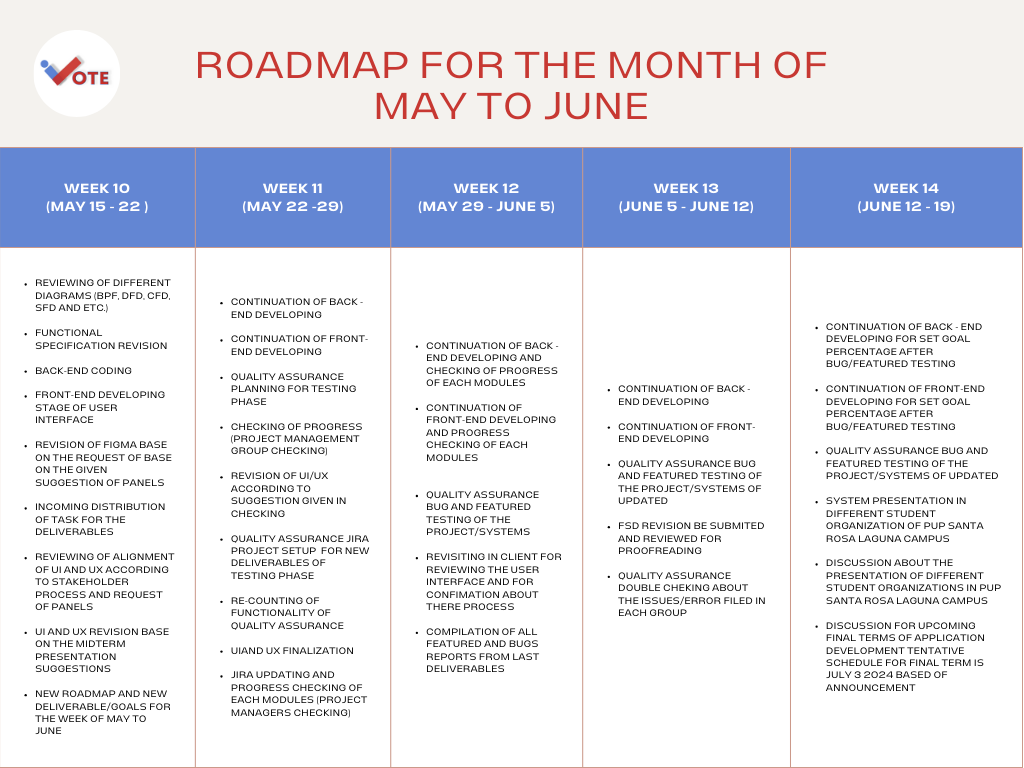 OTE
ROADMAP FOR THE MONTH OF
MAY TO JUNE
WEEK 10
(MAY 15 - 22 )
• REVIEWING OF DIFFERENT
DIAGRAMS (BPF, DFD, CFD,
SFD AND ETC.)
• FUNCTIONAL
SPECIFICATION REVISION
• BACK-END CODING
• FRONT-END DEVELOPING
STAGE OF USER
INTERFACE
• REVISION OF FIGMA BASE
ON THE REQUEST OF BASE
ON THE GIVEN
SUGGESTION OF PANELS
• INCOMING DISTRIBUTION
OF TASK FOR THE
DELIVERABLES
• REVIEWING OF ALIGNMENT
OF UI AND UX ACCORDING
TO STAKEHOLDER
PROCESS AND REQUEST
OF PANELS
• UI AND UX REVISION BASE
ON THE MIDTERM
PRESENTATION
SUGGESTIONS
• NEW ROADMAP AND NEW
DELIVERABLE/GOALS FOR
THE WEEK OF MAY TO
JUNE
WEEK 11
(MAY 22 -29)
• CONTINUATION OF BACK -
END DEVELOPING
• CONTINUATION OF FRONT-
END DEVELOPING
• QUALITY ASSURANCE
PLANNING FOR TESTING
PHASE
• CHECKING OF PROGRESS
(PROJECT MANAGEMENT
GROUP CHECKING)
• REVISION OF UI/UX
ACCORDING TO
SUGGESTION GIVEN IN
CHECKING
• QUALITY ASSURANCE JIRA
PROJECT SETUP FOR NEW
DELIVERABLES OF
TESTING PHASE
• RE-COUNTING OF
FUNCTIONALITY OF
QUALITY ASSURANCE
• UIAND UX FINALIZATION
• JIRA UPDATING AND
PROGRESS CHECKING OF
EACH MODULES (PROJECT
MANAGERS CHECKING)
WEEK 12
(MAY 29 - JUNE 5)
• CONTINUATION OF BACK -
END DEVELOPING AND
CHECKING OF PROGRESS
OF EACH MODULES
• CONTINUATION OF
FRONT-END DEVELOPING
AND PROGRESS
CHECKING OF EACH
MODULES
• QUALITY ASSURANCE
BUG AND FEATURED
TESTING OF THE
PROJECT/SYSTEMS
• REVISITING IN CLIENT FOR
REVIEWING THE USER
INTERFACE AND FOR
CONFIMATION ABOUT
THERE PROCESS
• COMPILATION OF ALL
FEATURED AND BUGS
REPORTS FROM LAST
DELIVERABLES
WEEK 13
(JUNE 5 - JUNE 12)
• CONTINUATION OF BACK -
END DEVELOPING
• CONTINUATION OF FRONT-
END DEVELOPING
• QUALITY ASSURANCE BUG
AND FEATURED TESTING OF
THE PROJECT/SYSTEMS OF
UPDATED
• FSD REVISION BE SUBMITED
AND REVIEWED FOR
PROOFREADING
• QUALITY ASSURANCE
DOUBLE CHEKING ABOUT
THE ISSUES/ERROR FILED IN
EACH GROUP
WEEK 14
(JUNE 12 - 19)
• CONTINUATION OF BACK - END
DEVELOPING FOR SET GOAL
PERCENTAGE AFTER
BUG/FEATURED TESTING
• CONTINUATION OF FRONT-END
DEVELOPING FOR SET GOAL
PERCENTAGE AFTER
BUG/FEATURED TESTING
• QUALITY ASSURANCE BUG AND
FEATURED TESTING OF THE
PROJECT/SYSTEMS OF UPDATED
• SYSTEM PRESENTATION IN
DIFFERENT STUDENT
ORGANIZATION OF PUP SANTA
ROSA LAGUNA CAMPUS
• DISCUSSION ABOUT THE
PRESENTATION OF DIFFERENT
STUDENT ORGANIZATIONS IN PUP
SANTA ROSA LAGUNA CAMPUS
• DISCUSSION FOR UPCOMING
FINAL TERMS OF APPLICATION
DEVELOPMENT TENTATIVE
SCHEDULE FOR FINAL TERM IS
JULY 3 2024 BASED OF
ANNOUNCEMENT